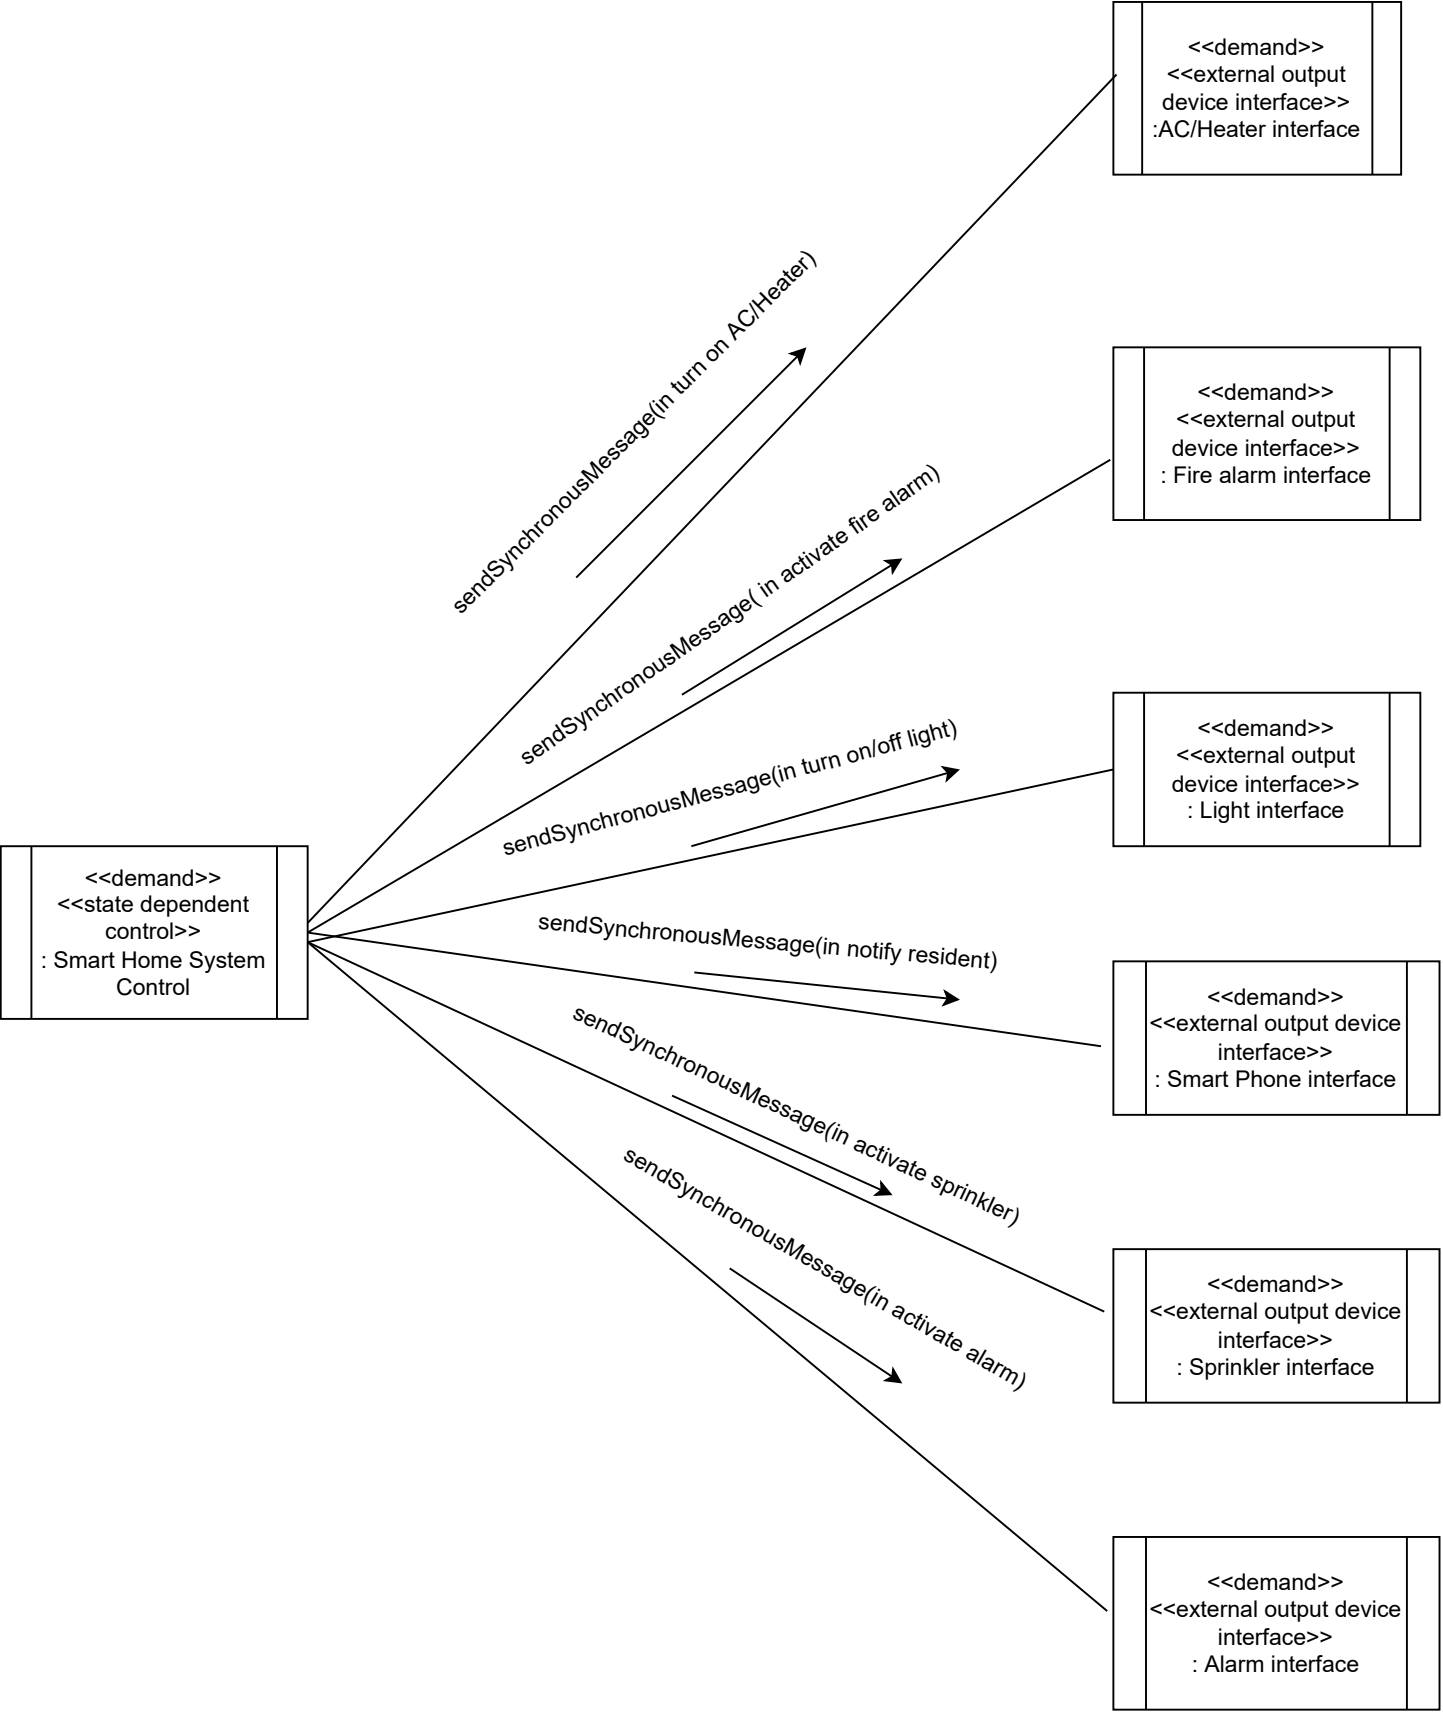 <<demand>>
<<external output
device interface>>
:AC/Heater interface
sendSynchronousMessage(in turn on AC/Heater)
<<demand>>
<<external output
device interface>>
: Fire alarm interface
sendSynchronousMessage( in activate fire alarm)
<<demand>>
<<external output
device interface>>
: Light interface
sendSynchronousMessage(in turn on/off light)
<<demand>>
<<state dependent
control>>
: Smart Home System
Control
sendSynchronousMessage(in notify resident)
<<demand>>
<<external output device
interface>>
: Smart Phone interface
sendSynchronousMessage(in activate sprinkler)
<<demand>>
<<external output device
interface>>
: Sprinkler interface
sendSynchronousMessage(in activate alarm)
<<demand>>
<<external output device
interface>>
: Alarm interface